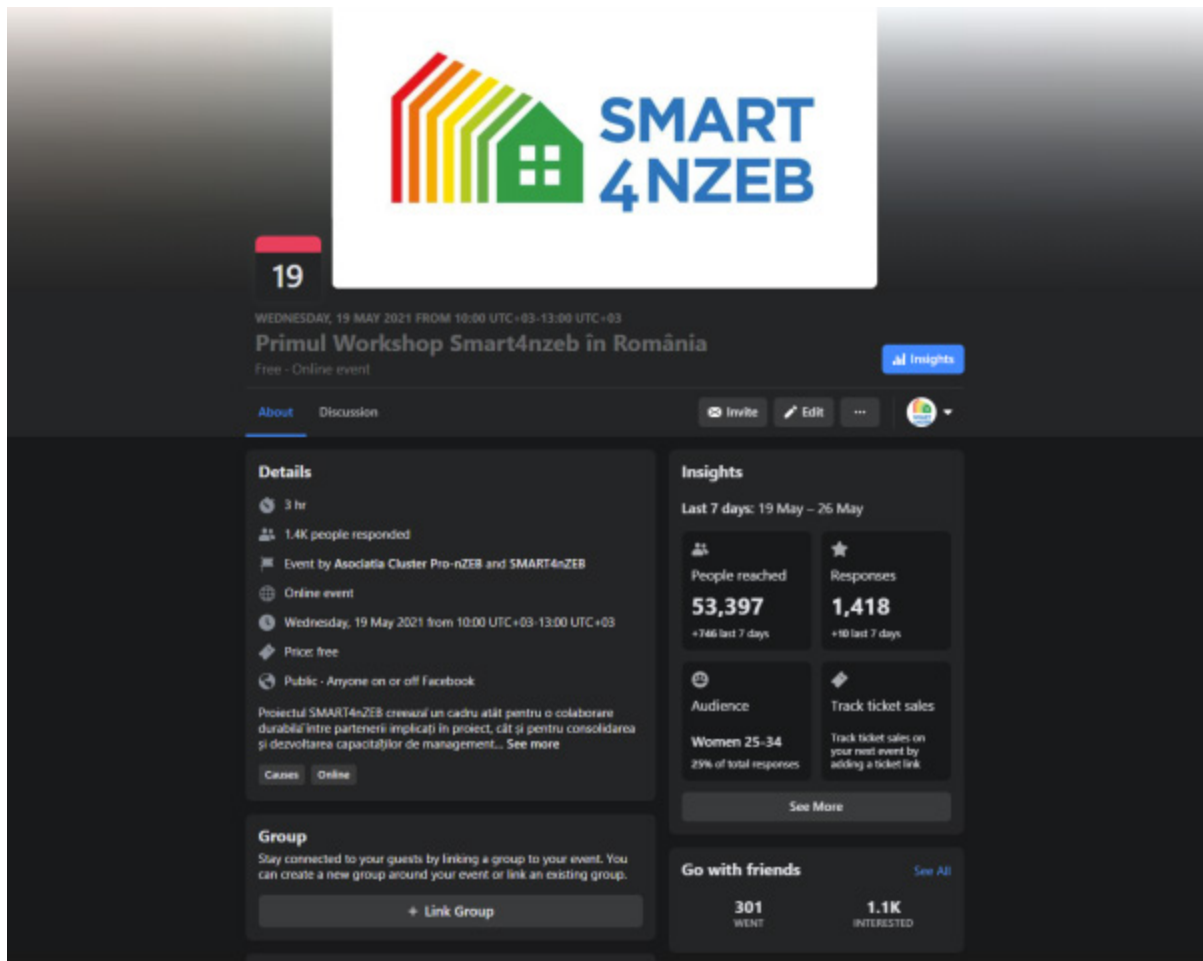 SMART
4NZEB
19
WEDNESDAY, 19 MAY 2021 FROM 10:00 UTC+03-13:00 UTC+03
Primul Workshop Smart4nzeb în România
Free · Online event
Insights
About
Discussion
Invite
Edit
Details
3 hr
1.4K people responded
Event by Asociatia Cluster Pro-nZEB and SMART4nZEB
Online event
Wednesday, 19 May 2021 from 10:00 UTC+03-13:00 UTC+03
Price: free
Public · Anyone on or off Facebook
Proiectul SMART4nZEB creează un cadru atât pentru o colaborare
durabilă între partenerii implicați în proiect, cât și pentru consolidarea
și dezvoltarea capacităților de management... See more
Causes
Online
Group
Stay connected to your guests by linking a group to your event. You
can create a new group around your event or link an existing group.
+ Link Group
Insights
Last 7 days: 19 May – 26 May
People reached
53,397
+746 last 7 days
Responses
1,418
+10 last 7 days
Audience
Women 25-34
25% of total responses
Track ticket sales
Track ticket sales on
your next event by
adding a ticket link
See More
Go with friends
See All
301
WENT
1.1K
INTERESTED